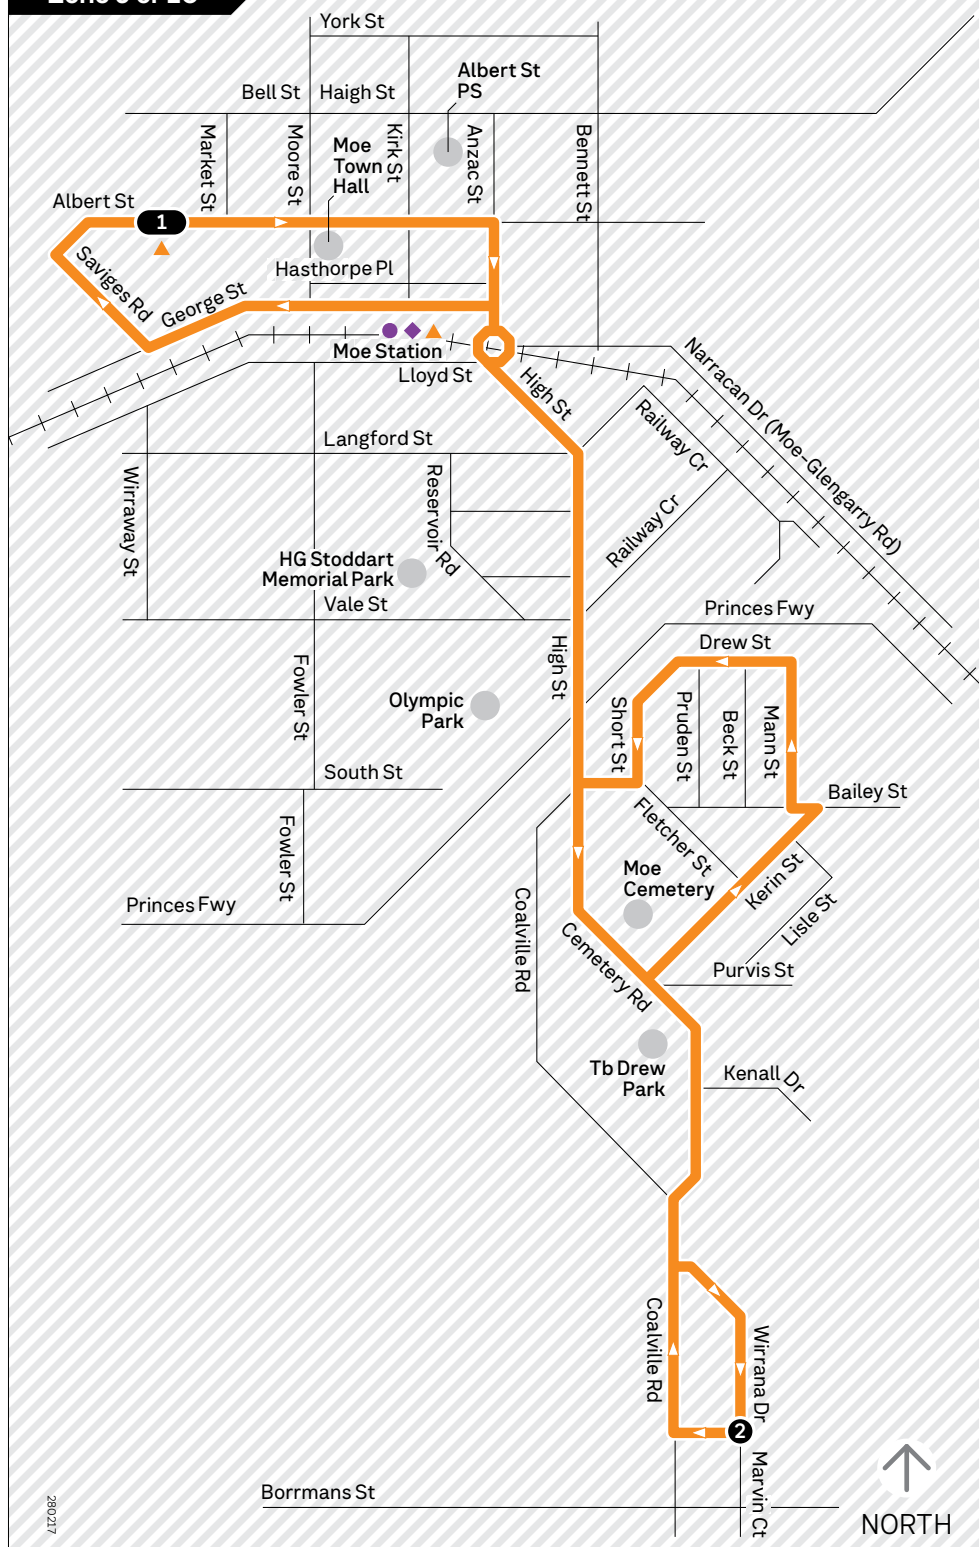 York St
Albert St
PS
Bell St
Haigh St
Market St
Moore St
Moe
Town
Hall
Kirk St
Anzac St
Bennett St
Albert St
1
Saviges Rd
Hasthorpe Pl
George St
Moe Station
Lloyd St
High St
Narracan Dr (Moe-Glengarry Rd)
Railway Cr
Langford St
Wirraway St
Reservoir Rd
Railway Cr
HG Stoddart
Memorial Park
Vale St
Princes Fwy
Drew St
High St
Fowler St
Olympic
Park
Short St
Pruden St
Beck St
Mann St
South St
Bailey St
Fowler St
Fletcher St
Moe
Cemetery
Kerin St
Lisle St
Princes Fwy
Coalville Rd
Cemetery Rd
Purvis St
Tb Drew
Park
Kenall Dr
Coalville Rd
Wirrana Dr
2
Marvin Ct
Borrmans St
280217
NORTH